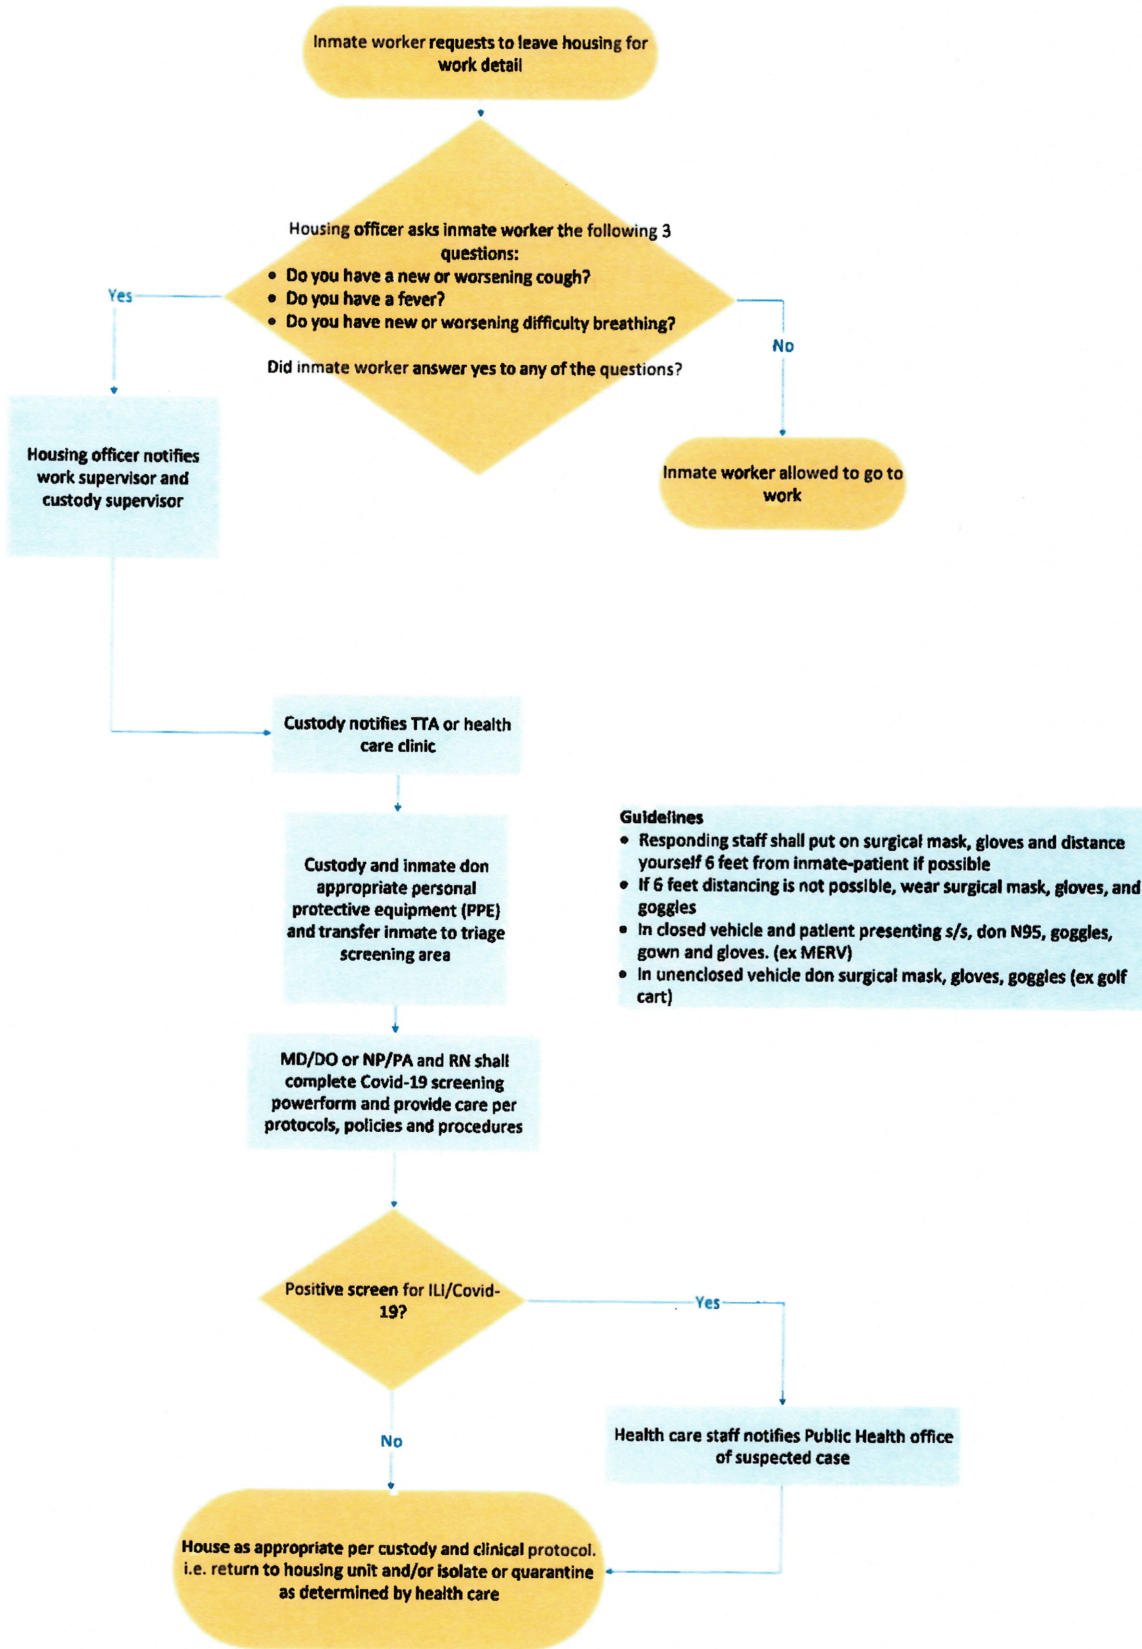 Inmate worker requests to leave housing for
work detail
Housing officer asks inmate worker the following 3
questions:
• Do you have a new or worsening cough?
• Do you have a fever?
• Do you have new or worsening difficulty breathing?
Did inmate worker answer yes to any of the questions?
Yes
No
Housing officer notifies
work supervisor and
custody supervisor
Inmate worker allowed to go to
work
Custody notifies TTA or health
care clinic
Custody and inmate don
appropriate personal
protective equipment (PPE)
and transfer inmate to triage
screening area
Guidelines
• Responding staff shall put on surgical mask, gloves and distance
yourself 6 feet from inmate-patient if possible
• If 6 feet distancing is not possible, wear surgical mask, gloves, and
goggles
• In closed vehicle and patient presenting s/s, don N95, goggles,
gown and gloves. (ex MERV)
• In unenclosed vehicle don surgical mask, gloves, goggles (ex golf
cart)
MD/DO or NP/PA and RN shall
complete Covid-19 screening
powerform and provide care per
protocols, policies and procedures
Positive screen for ILI/Covid-
19?
Yes
No
Health care staff notifies Public Health office
of suspected case
House as appropriate per custody and clinical protocol.
i.e. return to housing unit and/or isolate or quarantine
as determined by health care